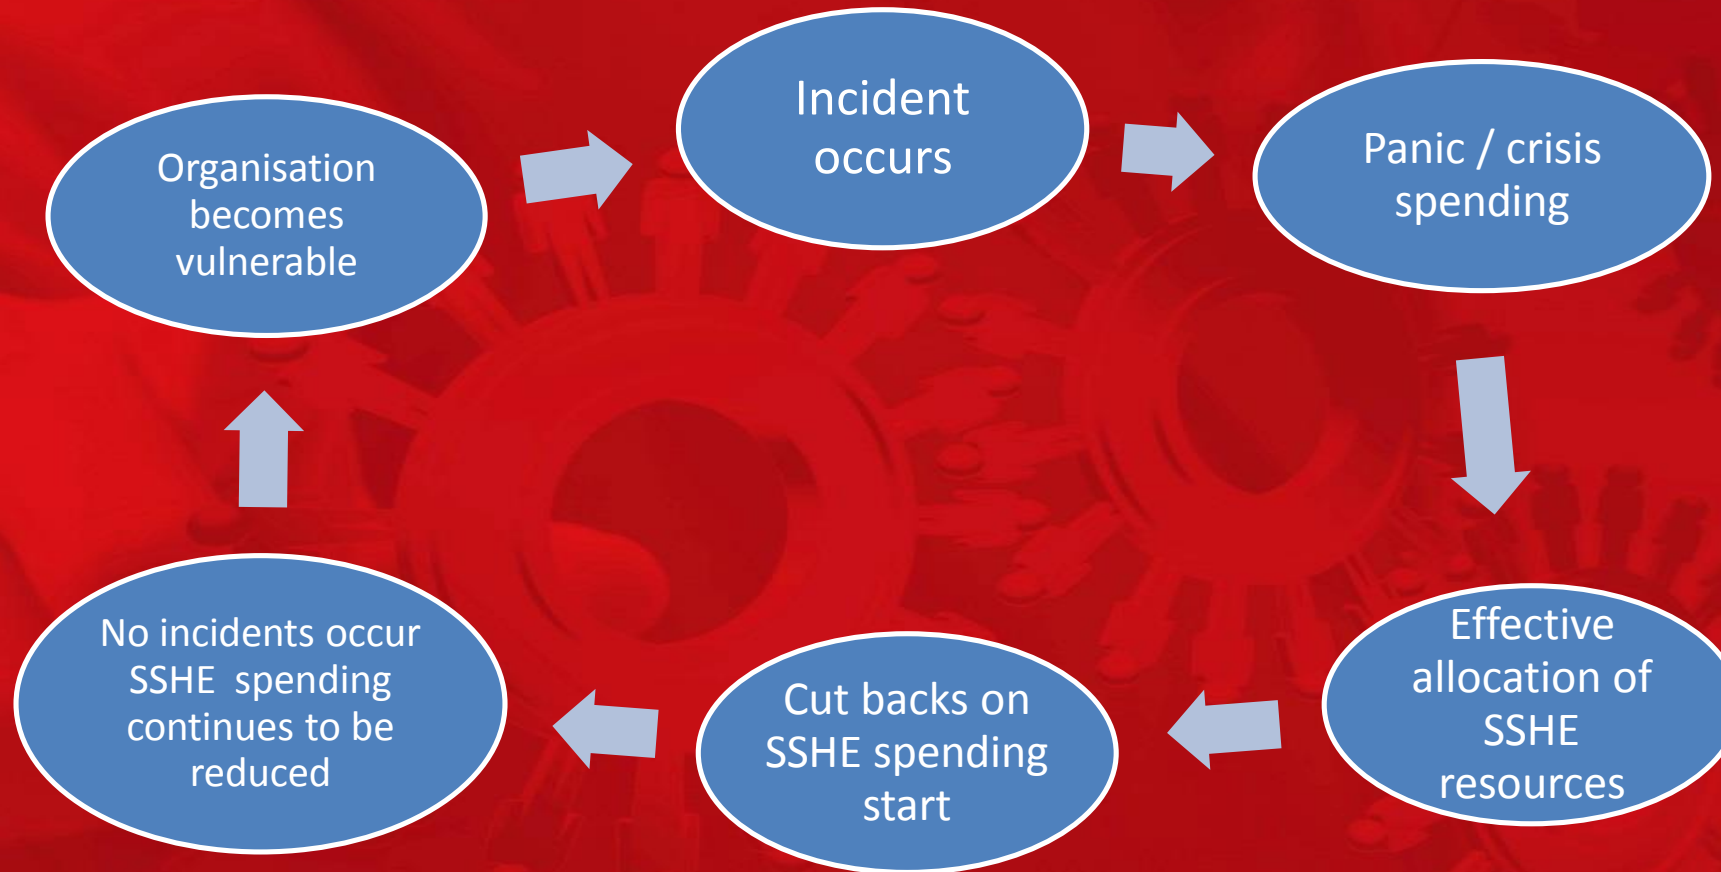 Incident
occurs
Panic / crisis
spending
Effective
allocation of
SSHE
resources
Cut backs on
SSHE spending
start
No incidents occur
SSHE  spending
continues to be
reduced
Organisation
becomes
vulnerable